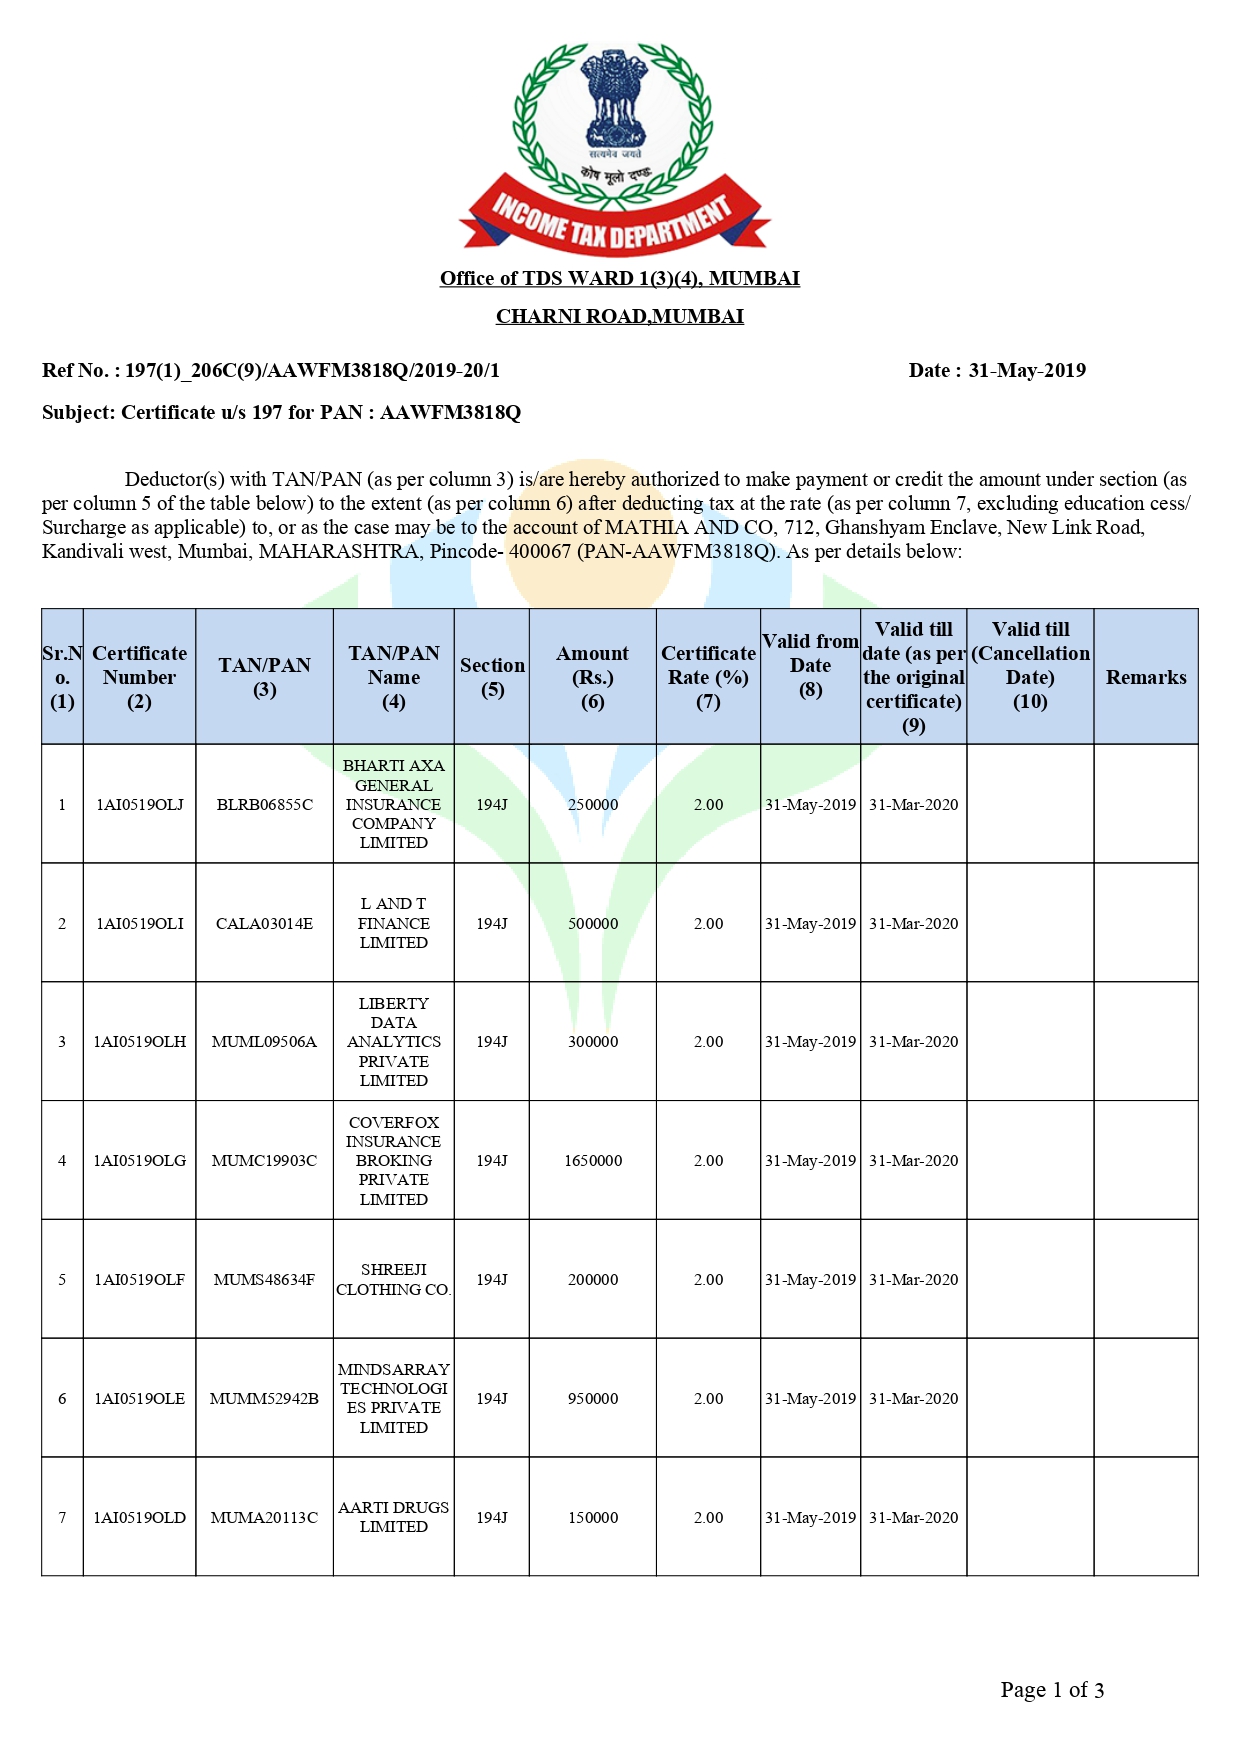 सत्यमेव जयते
कोष मूलो दण्डः
INCOME TAX DEPARTMENT
Office of TDS WARD 1(3)(4), MUMBAI
CHARNI ROAD,MUMBAI
Ref No. : 197(1)_206C(9)/AAWFM3818Q/2019-20/1 Date : 31-May-2019
Subject: Certificate u/s 197 for PAN : AAWFM3818Q
Deductor(s) with TAN/PAN (as per column 3) is/are hereby authorized to make payment or credit the amount under section (as
per column 5 of the table below) to the extent (as per column 6) after deducting tax at the rate (as per column 7, excluding education cess/
Surcharge as applicable) to, or as the case may be to the account of MATHIA AND CO, 712, Ghanshyam Enclave, New Link Road,
Kandivali west, Mumbai, MAHARASHTRA, Pincode- 400067 (PAN-AAWFM3818Q). As per details below:
Sr.N
o.
(1)
Certificate
Number
(2)
TAN/PAN
(3)
TAN/PAN
Name
(4)
Section
(5)
Amount
(Rs.)
(6)
Certificate
Rate (%)
(7)
Valid from
Date
(8)
Valid till
date (as per
the original
certificate)
(9)
Valid till
(Cancellation
Date)
(10)
Remarks
1 1AI0519OLJ BLRB06855C
BHARTI AXA
GENERAL
INSURANCE
COMPANY
LIMITED
194J 250000 2.00 31-May-2019 31-Mar-2020
2 1AI0519OLI CALA03014E
L AND T
FINANCE
LIMITED
194J 500000 2.00 31-May-2019 31-Mar-2020
3 1AI0519OLH MUML09506A
LIBERTY
DATA
ANALYTICS
PRIVATE
LIMITED
194J 300000 2.00 31-May-2019 31-Mar-2020
4 1AI0519OLG MUMC19903C
COVERFOX
INSURANCE
BROKING
PRIVATE
LIMITED
194J 1650000 2.00 31-May-2019 31-Mar-2020
5 1AI0519OLF MUMS48634F
SHREEJI
CLOTHING CO.
194J 200000 2.00 31-May-2019 31-Mar-2020
6 1AI0519OLE MUMM52942B
MINDSARRAY
TECHNOLOGI
ES PRIVATE
LIMITED
194J 950000 2.00 31-May-2019 31-Mar-2020
7 1AI0519OLD MUMA20113C
AARTI DRUGS
LIMITED
194J 150000 2.00 31-May-2019 31-Mar-2020
Page 1 of 3